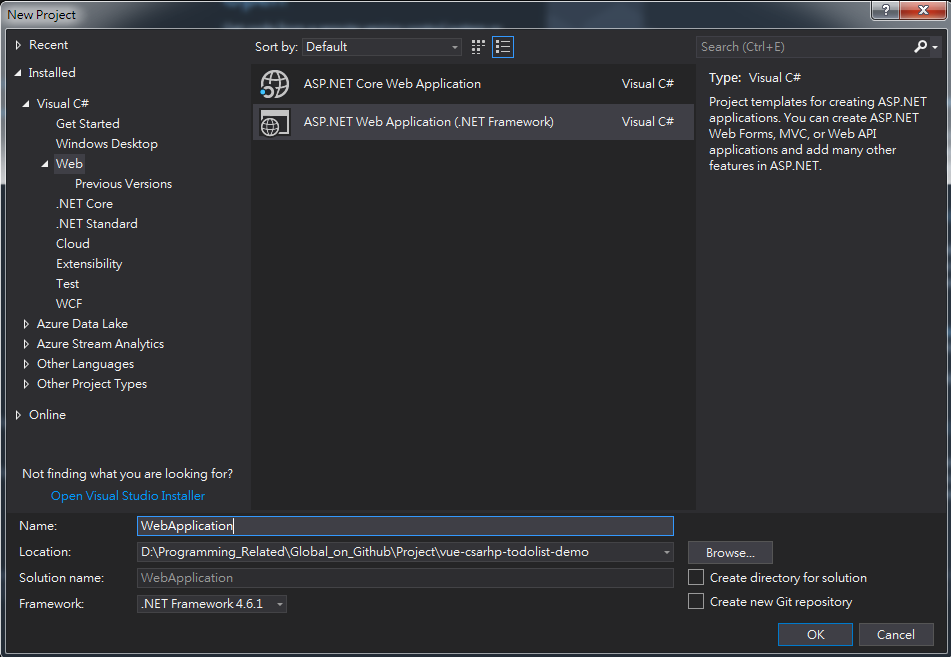 New Project
Recent
Installed
Visual C#
Get Started
Windows Desktop
Web
Previous Versions
.NET Core
.NET Standard
Cloud
Extensibility
Test
WCF
Azure Data Lake
Azure Stream Analytics
Other Languages
Other Project Types
Online
Not finding what you are looking for?
Open Visual Studio Installer
Sort by: Default
ASP.NET Core Web Application Visual C#
ASP.NET Web Application (.NET Framework) Visual C#
Search (Ctrl+E)
Type: Visual C#
Project templates for creating ASP.NET
applications. You can create ASP.NET
Web Forms, MVC, or Web API
applications and add many other
features in ASP.NET.
Name: WebApplication
Location: D:\Programming_Related\Global_on_Github\Project\vue-csarhp-todolist-demo
Browse...
Solution name: WebApplication
Create directory for solution
Framework: .NET Framework 4.6.1
Create new Git repository
OK Cancel